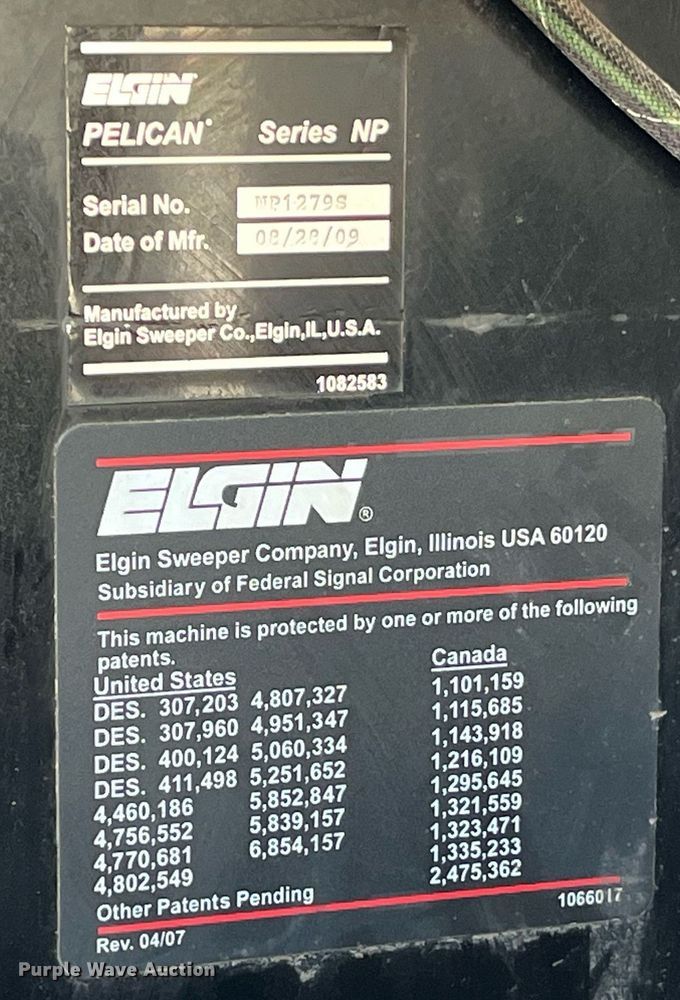 ELGIN
PELICAN® Series NP
Serial No. NP1279S
Date of Mfr. 08/28/09
Manufactured by
Elgin Sweeper Co.,Elgin,IL,U.S.A.
1082583
ELGIN®
Elgin Sweeper Company, Elgin, Illinois USA 60120
Subsidiary of Federal Signal Corporation
This machine is protected by one or more of the following
patents.
United States
DES. 307,203 4,807,327
DES. 307,960 4,951,347
DES. 400,124 5,060,334
DES. 411,498 5,251,652
4,460,186 5,852,847
4,756,552 5,839,157
4,770,681 6,854,157
4,802,549
Canada
1,101,159
1,115,685
1,143,918
1,216,109
1,295,645
1,321,559
1,323,471
1,335,233
2,475,362
Other Patents Pending
1066017
Rev. 04/07
Purple Wave Auction